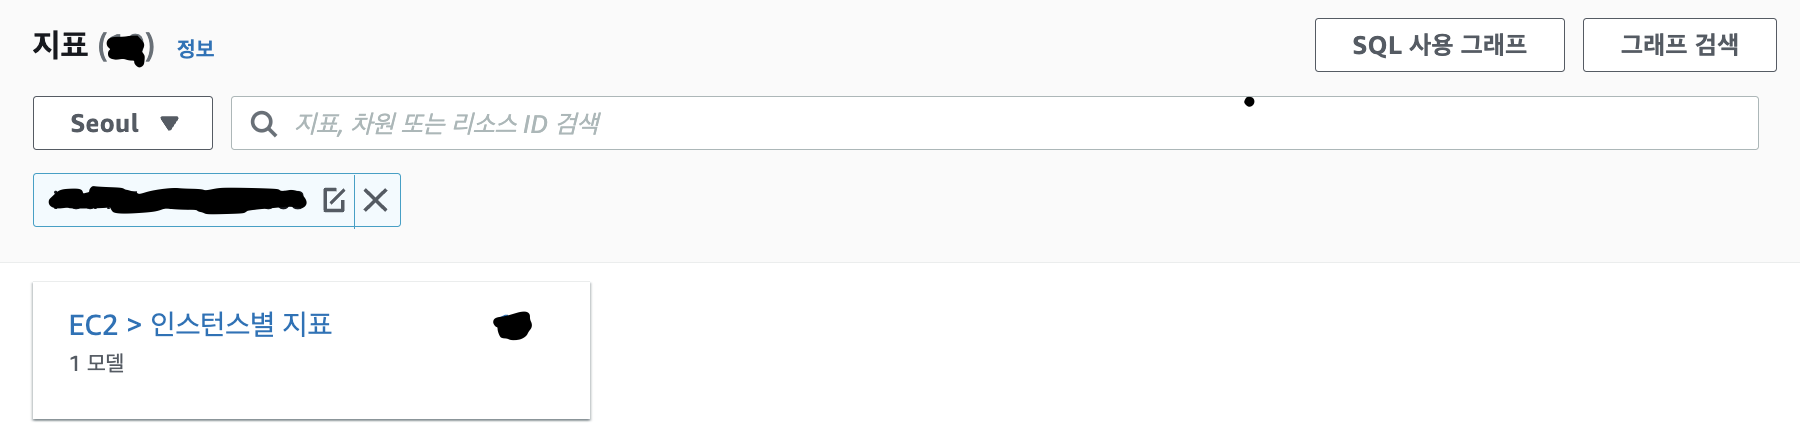 지표 ( ) 정보
SQL 사용 그래프
그래프 검색
Seoul ▼
지표, 차원 또는 리소스 ID 검색
EC2 > 인스턴스별 지표
1 모델